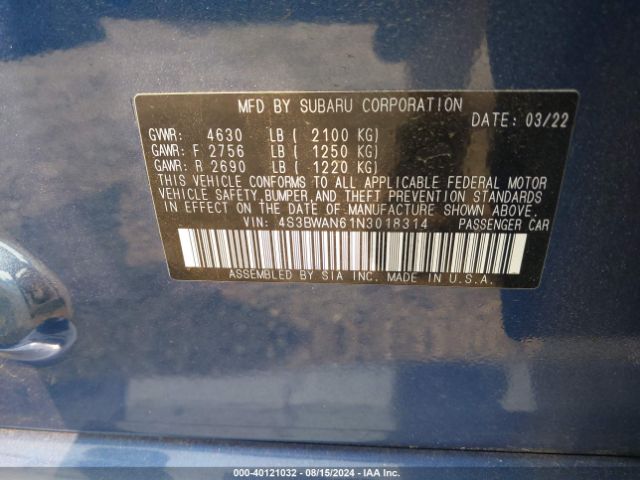 MFD BY SUBARU CORPORATION
DATE: 03/22
GVWR: 4630 LB ( 2100 KG)
GAWR: F 2756 LB ( 1250 KG)
GAWR: R 2690 LB ( 1220 KG)
THIS VEHICLE CONFORMS TO ALL APPLICABLE FEDERAL MOTOR
VEHICLE SAFETY, BUMPER, AND THEFT PREVENTION STANDARDS
IN EFFECT ON THE DATE OF MANUFACTURE SHOWN ABOVE.
VIN: 4S3BWAN61N3018314 PASSENGER CAR
ASSEMBLED BY SIA INC. MADE IN U.S.A.
000-40121032 - 08/15/2024 - IAA Inc.